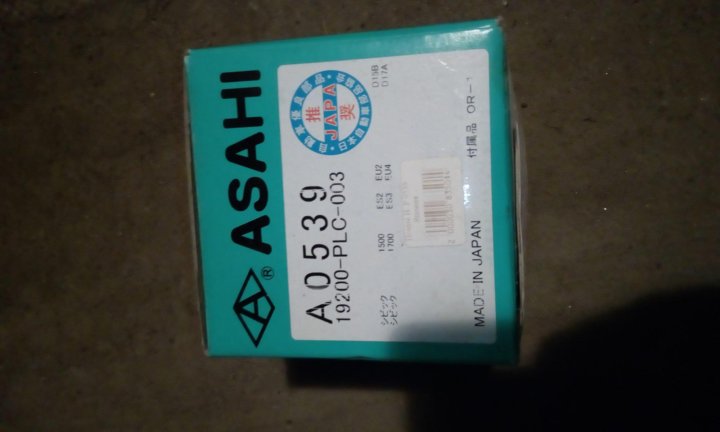 ASAHI
A ®
推
JAPA
奨
A0539
19200-PLC-003
シビック 1500 ES2 EU2 D15B
シビック 1700 ES3 EU4 D17A
MADE IN JAPAN
付属品 OR-1